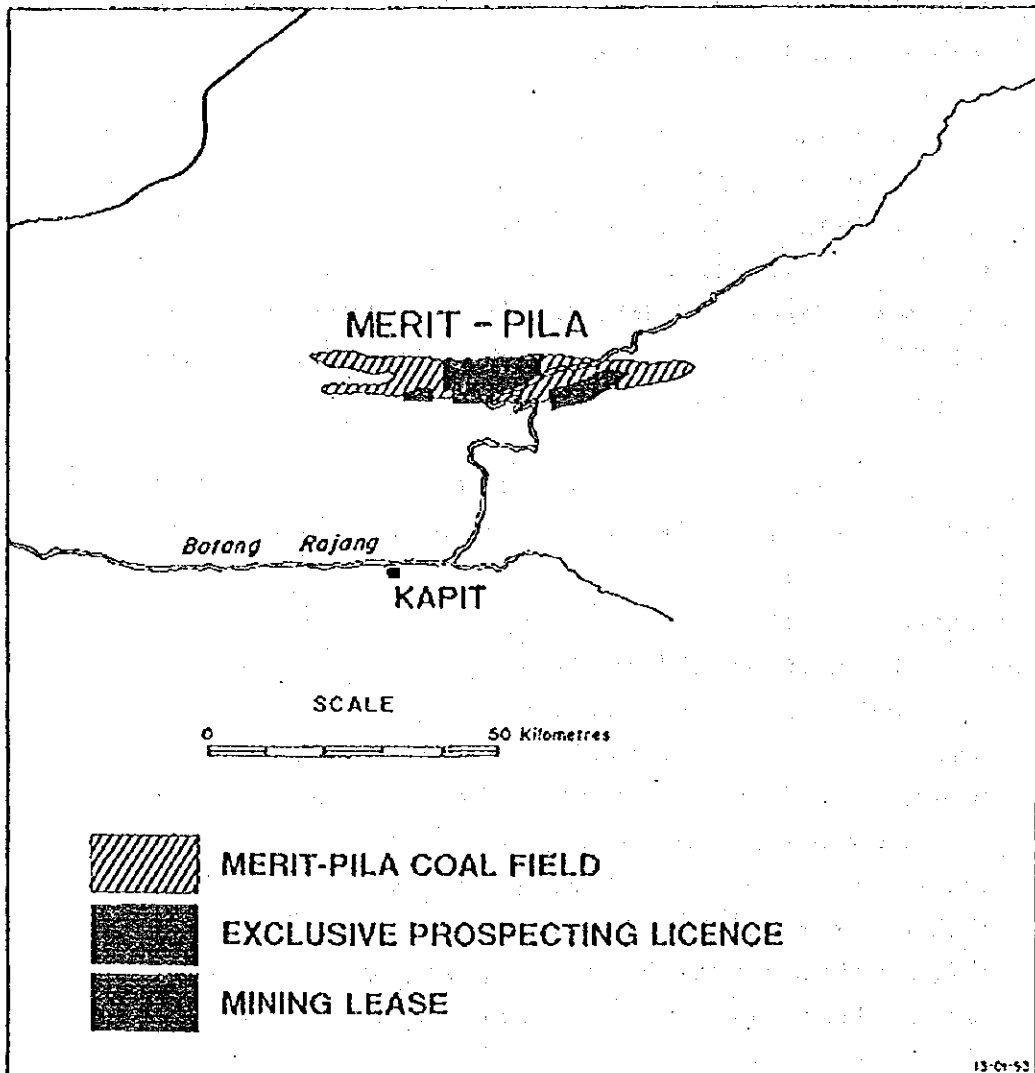 MERIT - PILA
Batang Rajang
KAPIT
SCALE
0 50 Kilometres
MERIT-PILA COAL FIELD
EXCLUSIVE PROSPECTING LICENCE
MINING LEASE
13-01-53